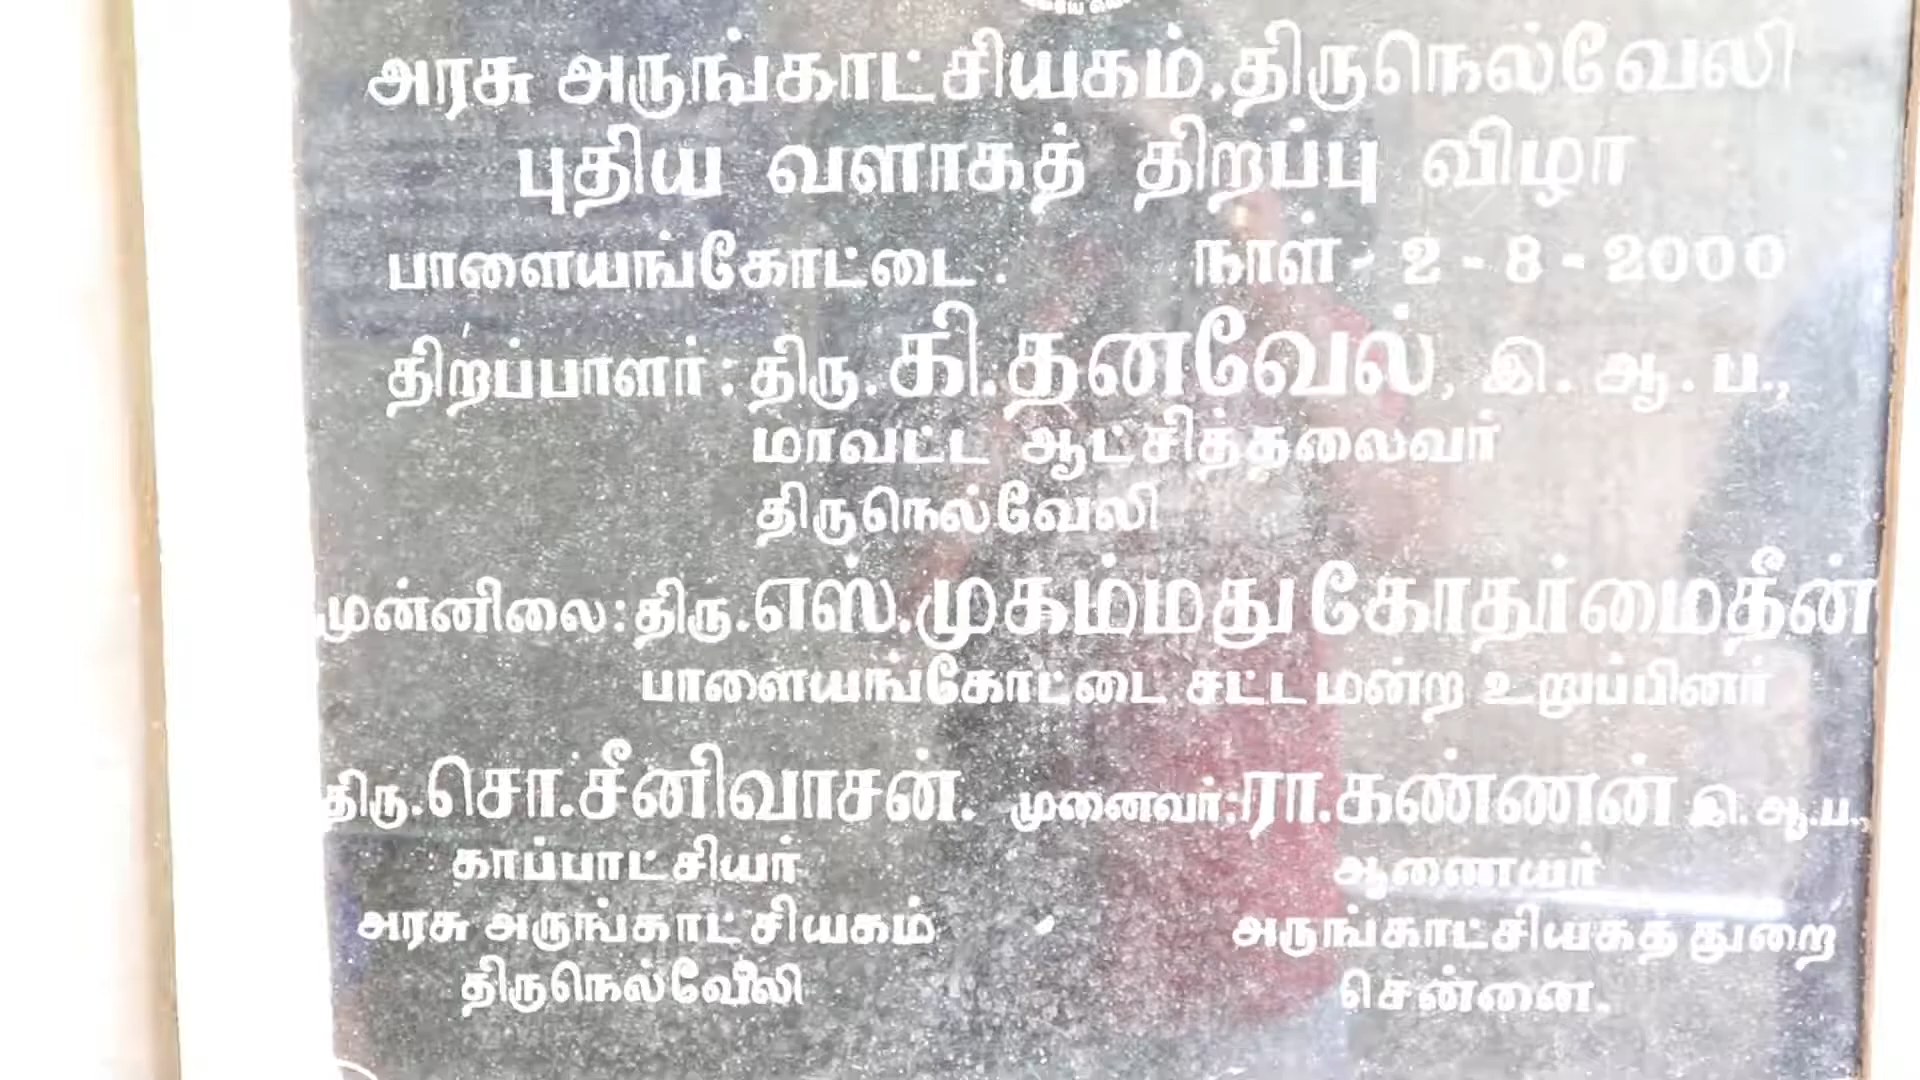 அரசு அருங்காட்சியகம், திருநெல்வேலி
புதிய வளாகத் திறப்பு விழா
பாளையங்கோட்டை. நாள் - 2 - 8 - 2000
திறப்பாளர் : திரு. கி. தனவேல், இ. ஆ. ப.,
மாவட்ட ஆட்சித்தலைவர்
திருநெல்வேலி
முன்னிலை : திரு. எஸ். முகம்மது கோதர்மைதீன்
பாளையங்கோட்டை சட்டமன்ற உறுப்பினர்
திரு. சொ. சீனிவாசன். முனைவர்: ரா. கண்ணன் இ. ஆ. ப.,
காப்பாட்சியர் ஆணையர்
அரசு அருங்காட்சியகம் அருங்காட்சியகத் துறை
திருநெல்வேலி சென்னை.